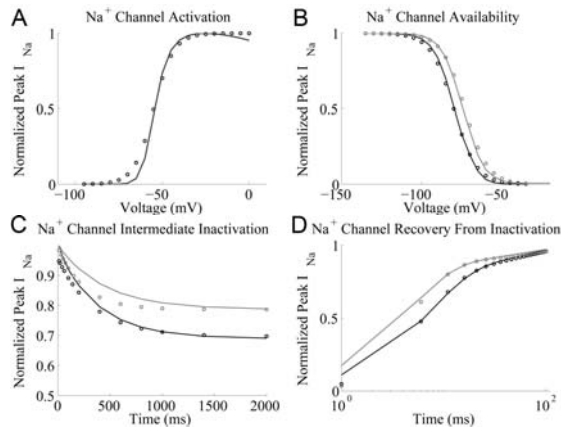 A Na+ Channel Activation
Normalized Peak I Na
1
0.5
0
−100 −50 0
Voltage (mV)
B Na+ Channel Availability
Normalized Peak I Na
1
0.5
0
−150 −100 −50
Voltage (mV)
C Na+ Channel Intermediate Inactivation
Normalized Peak I Na
0.9
0.8
0.7
0.6
0.5
0 500 1000 1500 2000
Time (ms)
D Na+ Channel Recovery From Inactivation
Normalized Peak I Na
1
0.5
0
10^0 10^2
Time (ms)